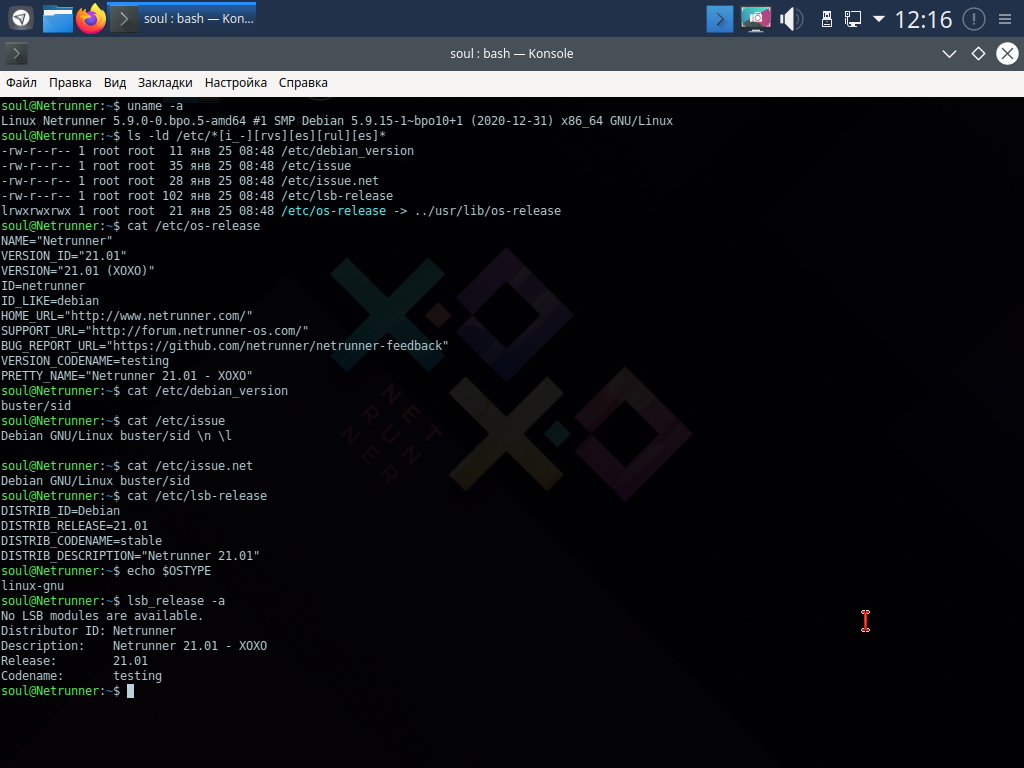 soul : bash — Kon...
12:16
soul : bash — Konsole
Файл Правка Вид Закладки Настройка Справка
soul@Netrunner:~$ uname -a
Linux Netrunner 5.9.0-0.bpo.5-amd64 #1 SMP Debian 5.9.15-1~bpo10+1 (2020-12-31) x86_64 GNU/Linux
soul@Netrunner:~$ ls -ld /etc/*[i_-][rvs][es][rul][es]*
-rw-r--r-- 1 root root  11 янв 25 08:48 /etc/debian_version
-rw-r--r-- 1 root root  35 янв 25 08:48 /etc/issue
-rw-r--r-- 1 root root  28 янв 25 08:48 /etc/issue.net
-rw-r--r-- 1 root root 102 янв 25 08:48 /etc/lsb-release
lrwxrwxrwx 1 root root  21 янв 25 08:48 /etc/os-release -> ../usr/lib/os-release
soul@Netrunner:~$ cat /etc/os-release
NAME="Netrunner"
VERSION_ID="21.01"
VERSION="21.01 (XOXO)"
ID=netrunner
ID_LIKE=debian
HOME_URL="http://www.netrunner.com/"
SUPPORT_URL="http://forum.netrunner-os.com/"
BUG_REPORT_URL="https://github.com/netrunner/netrunner-feedback"
VERSION_CODENAME=testing
PRETTY_NAME="Netrunner 21.01 - XOXO"
soul@Netrunner:~$ cat /etc/debian_version
buster/sid
soul@Netrunner:~$ cat /etc/issue
Debian GNU/Linux buster/sid \n \l
soul@Netrunner:~$ cat /etc/issue.net
Debian GNU/Linux buster/sid
soul@Netrunner:~$ cat /etc/lsb-release
DISTRIB_ID=Debian
DISTRIB_RELEASE=21.01
DISTRIB_CODENAME=stable
DISTRIB_DESCRIPTION="Netrunner 21.01"
soul@Netrunner:~$ echo $OSTYPE
linux-gnu
soul@Netrunner:~$ lsb_release -a
No LSB modules are available.
Distributor ID: Netrunner
Description:    Netrunner 21.01 - XOXO
Release:        21.01
Codename:       testing
soul@Netrunner:~$
NET
RUN
NER